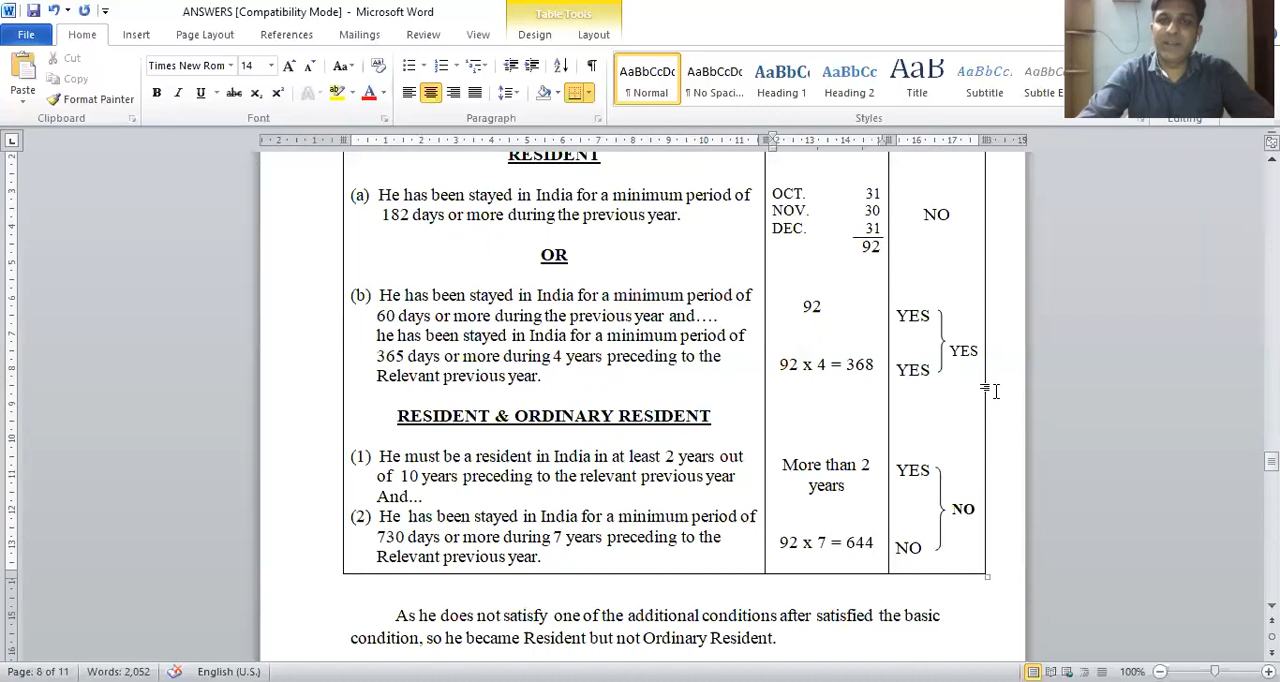 ANSWERS [Compatibility Mode] - Microsoft Word
Table Tools
File Home Insert Page Layout References Mailings Review View Design Layout
Cut
Copy
Format Painter
Paste
Times New Rom 14
AaBbCcDc AaBbCcDc AaBbC AaBbCc AaB AaBbCcL AaBbC
¶ Normal ¶ No Spaci... Heading 1 Heading 2 Title Subtitle Subtle E
Clipboard Font Paragraph Styles Editing
RESIDENT
(a) He has been stayed in India for a minimum period of
182 days or more during the previous year.
OCT. 31
NOV. 30
DEC. 31
92
NO
OR
(b) He has been stayed in India for a minimum period of
60 days or more during the previous year and….
he has been stayed in India for a minimum period of
365 days or more during 4 years preceding to the
Relevant previous year.
92
92 x 4 = 368
YES
YES
YES
RESIDENT & ORDINARY RESIDENT
(1) He must be a resident in India in at least 2 years out
of 10 years preceding to the relevant previous year
And...
(2) He has been stayed in India for a minimum period of
730 days or more during 7 years preceding to the
Relevant previous year.
More than 2
years
92 x 7 = 644
YES
NO
NO
As he does not satisfy one of the additional conditions after satisfied the basic
condition, so he became Resident but not Ordinary Resident.
Page: 8 of 11 Words: 2,052 English (U.S.) 100%